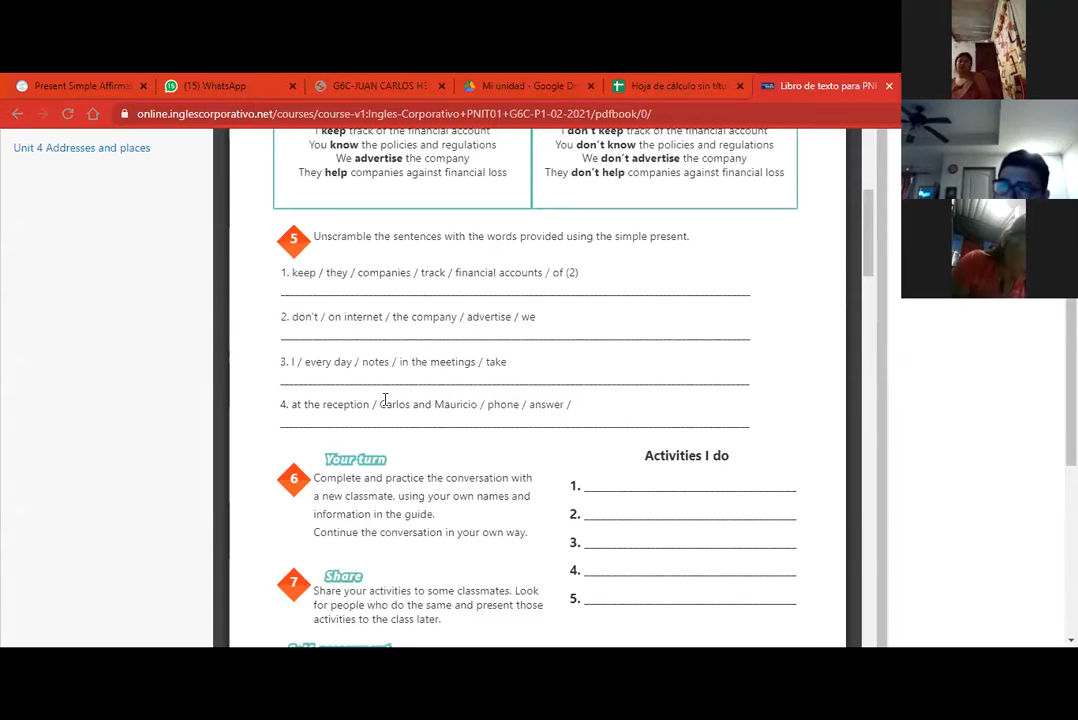 Present Simple Affirma
(15) WhatsApp
G6C-JUAN CARLOS HE
Mi unidad - Google Dr
Hoja de cálculo sin títu
Libro de texto para PNI
online.inglescorporativo.net/courses/course-v1:Ingles-Corporativo+PNIT01+G6C-P1-02-2021/pdfbook/0/
Unit 4 Addresses and places
I keep track of the financial account
You know the policies and regulations
We advertise the company
They help companies against financial loss
I don't keep track of the financial account
You don't know the policies and regulations
We don't advertise the company
They don't help companies against financial loss
5 Unscramble the sentences with the words provided using the simple present.
1. keep / they / companies / track / financial accounts / of (2)
2. don't / on internet / the company / advertise / we
3. I / every day / notes / in the meetings / take
4. at the reception / Carlos and Mauricio / phone / answer /
Your turn
6 Complete and practice the conversation with
a new classmate, using your own names and
information in the guide.
Continue the conversation in your own way.
Activities I do
1.
2.
3.
4.
5.
Share
7 Share your activities to some classmates. Look
for people who do the same and present those
activities to the class later.